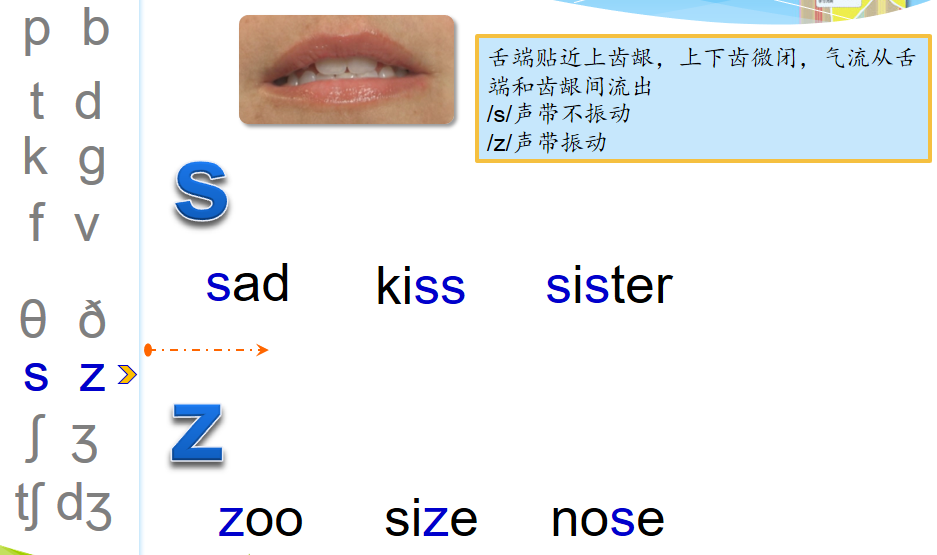 p b
t d
k g
f v
θ ð
s z
ʃ ʒ
tʃ dʒ
舌端贴近上齿龈，上下齿微闭，气流从舌
端和齿龈间流出
/s/声带不振动
/z/声带振动
s
sad kiss sister
z
zoo size nose